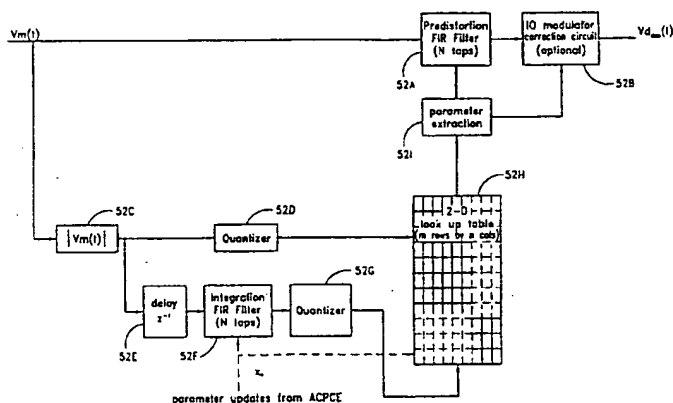 Vm(t)
Predistortion
FIR Filter
(N taps)
IQ modulator
correction circuit
(optional)
52A
52B
parameter
extraction
52I
52H
2-D
look up table
(m rows by n cols)
52C
|Vm(t)|
52D
Quantizer
52G
delay
z⁻¹
Integration
FIR Filter
(N taps)
Quantizer
52E
52F
parameter updates from ACPCE